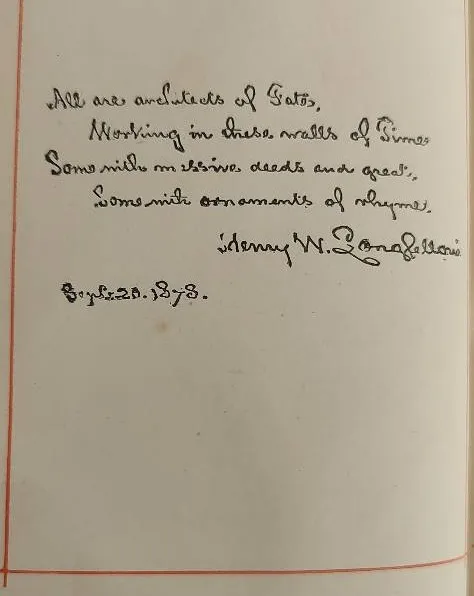 All are architects of Fate,
Working in these walls of Time
Some with massive deeds and great,
Some with ornaments of rhyme.
Henry W. Longfellow
Sept. 1878.